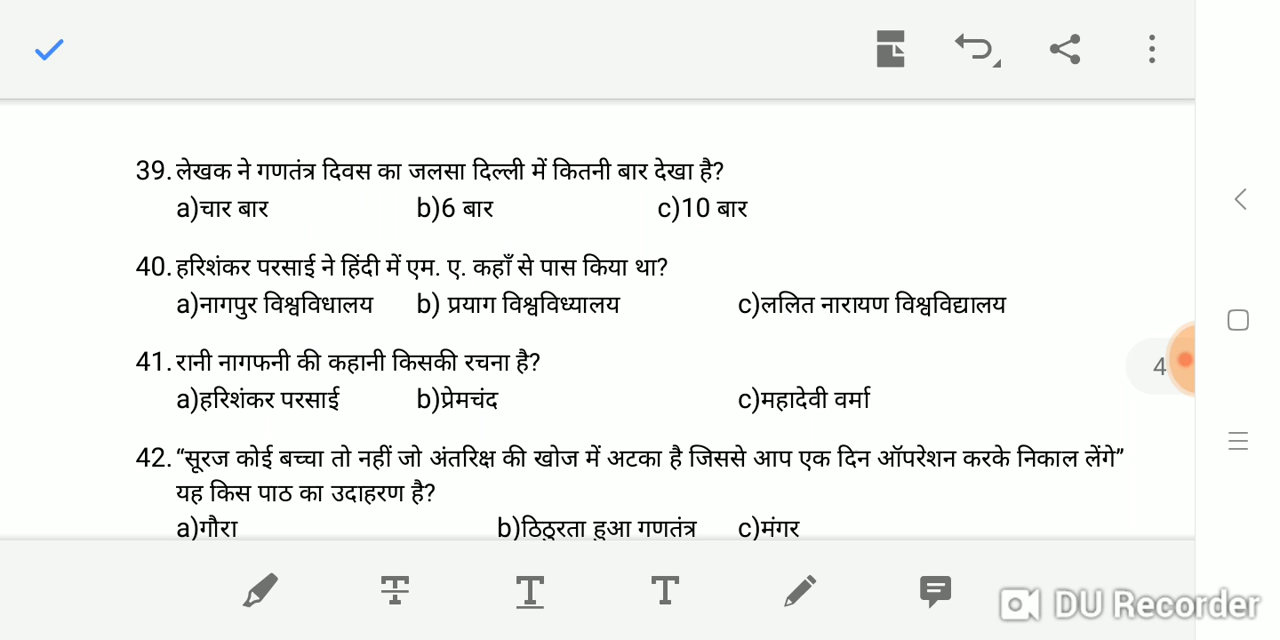 39. लेखक ने गणतंत्र दिवस का जलसा दिल्ली में कितनी बार देखा है?
a)चार बार b)6 बार c)10 बार
40. हरिशंकर परसाई ने हिंदी में एम. ए. कहाँ से पास किया था?
a)नागपुर विश्वविधालय b) प्रयाग विश्वविध्यालय c)ललित नारायण विश्वविद्यालय
41. रानी नागफनी की कहानी किसकी रचना है?
4
a)हरिशंकर परसाई b)प्रेमचंद c)महादेवी वर्मा
42. “सूरज कोई बच्चा तो नहीं जो अंतरिक्ष की खोज में अटका है जिससे आप एक दिन ऑपरेशन करके निकाल लेंगे”
यह किस पाठ का उदाहरण है?
a)गौरा b)ठिठुरता हुआ गणतंत्र c)मंगर
T T T
DU Recorder